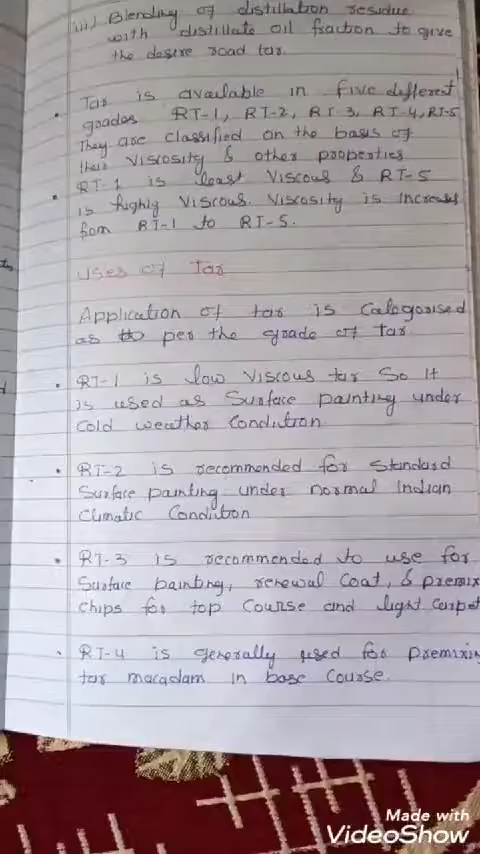 iii) Blending of distillation residue
with distillate oil fraction to give
the desire road tar.
• Tar is available in five different
grades RT-1, RT-2, RT-3, RT-4, RT-5
They are classified on the basis of
their Viscosity & other properties
• RT-1 is least Viscous & RT-5
is highly Viscous. Viscosity is increases
from RT-1 to RT-5.
Uses of Tar
Application of tar is Categorised
as per the grade of Tar
• RT-1 is low Viscous tar So It
is used as Surface painting under
Cold weather Condition
• RT-2 is recommended for standard
Surface painting under normal Indian
Climatic Condition
• RT-3 is recommended to use for
Surface painting, renewal Coat, & premix
Chips for top Course and light Carpet
• RT-4 is generally used for premixin
tar macadam in base Course.
Made with
VideoShow